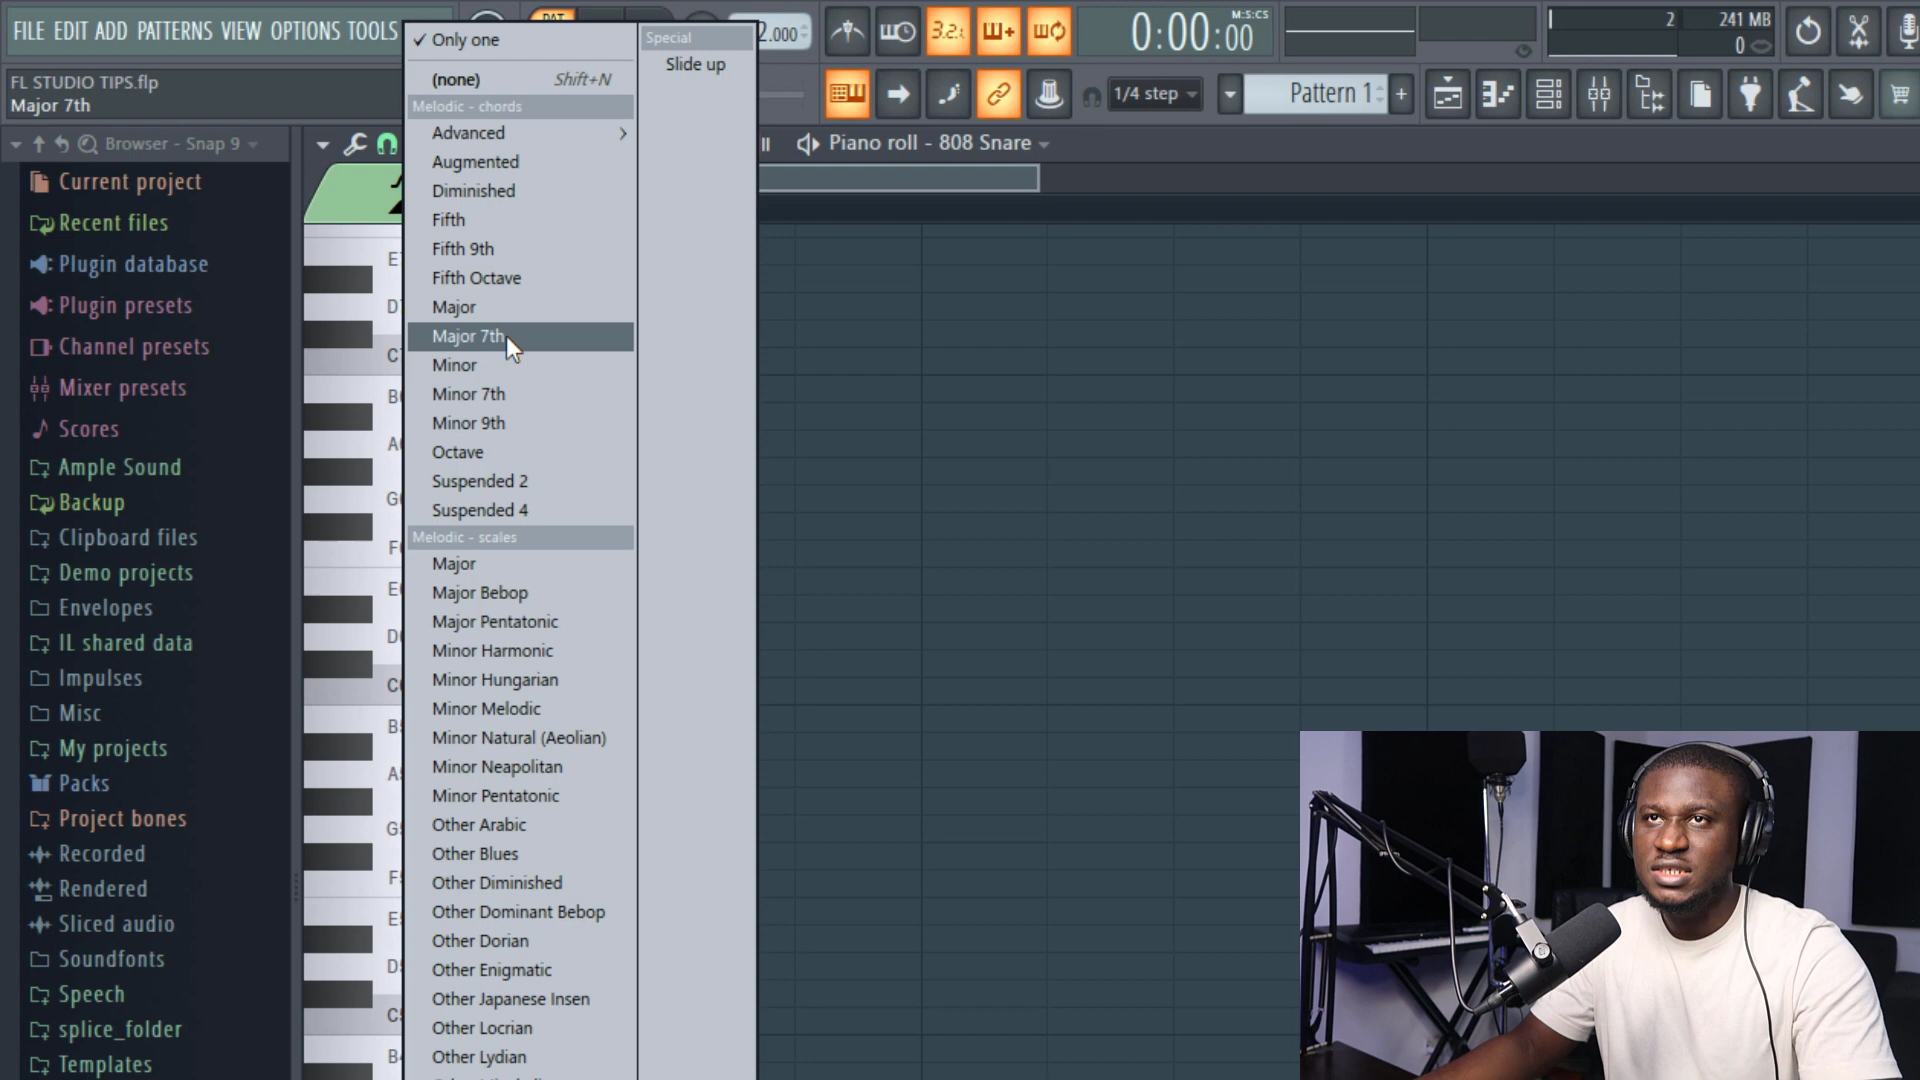 FILE EDIT ADD PATTERNS VIEW OPTIONS TOOLS
PAT
2.000
3.2.
0:00:00
M:S:CS
2
241 MB
0
FL STUDIO TIPS.flp
Major 7th
1/4 step
Pattern 1
+
Browser - Snap 9
Piano roll - 808 Snare
Current project
Recent files
Plugin database
Plugin presets
Channel presets
Mixer presets
Scores
Ample Sound
Backup
Clipboard files
Demo projects
Envelopes
IL shared data
Impulses
Misc
My projects
Packs
Project bones
Recorded
Rendered
Sliced audio
Soundfonts
Speech
splice_folder
Templates
Only one
(none) Shift+N
Melodic - chords
Advanced
Augmented
Diminished
Fifth
Fifth 9th
Fifth Octave
Major
Major 7th
Minor
Minor 7th
Minor 9th
Octave
Suspended 2
Suspended 4
Melodic - scales
Major
Major Bebop
Major Pentatonic
Minor Harmonic
Minor Hungarian
Minor Melodic
Minor Natural (Aeolian)
Minor Neapolitan
Minor Pentatonic
Other Arabic
Other Blues
Other Diminished
Other Dominant Bebop
Other Dorian
Other Enigmatic
Other Japanese Insen
Other Locrian
Other Lydian
Special
Slide up